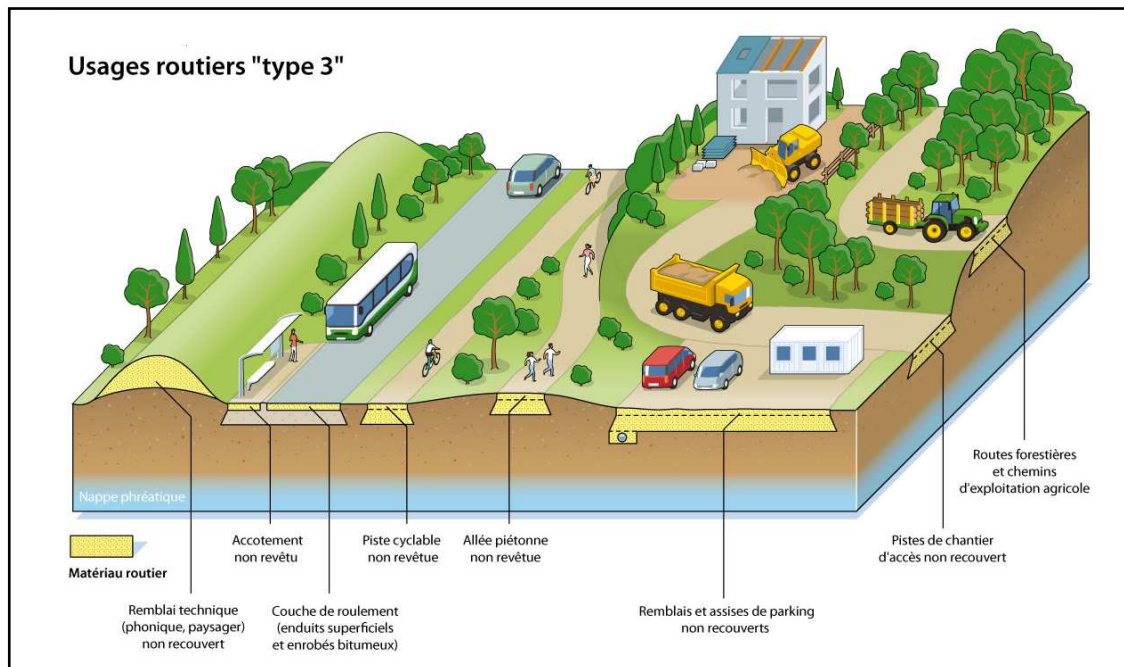 Usages routiers "type 3"
Nappe phréatique
Matériau routier
Remblai technique
(phonique, paysager)
non recouvert
Accotement
non revêtu
Couche de roulement
(enduits superficiels
et enrobés bitumeux)
Piste cyclable
non revêtue
Allée piétonne
non revêtue
Remblais et assises de parking
non recouverts
Pistes de chantier
d'accès non recouvert
Routes forestières
et chemins
d'exploitation agricole